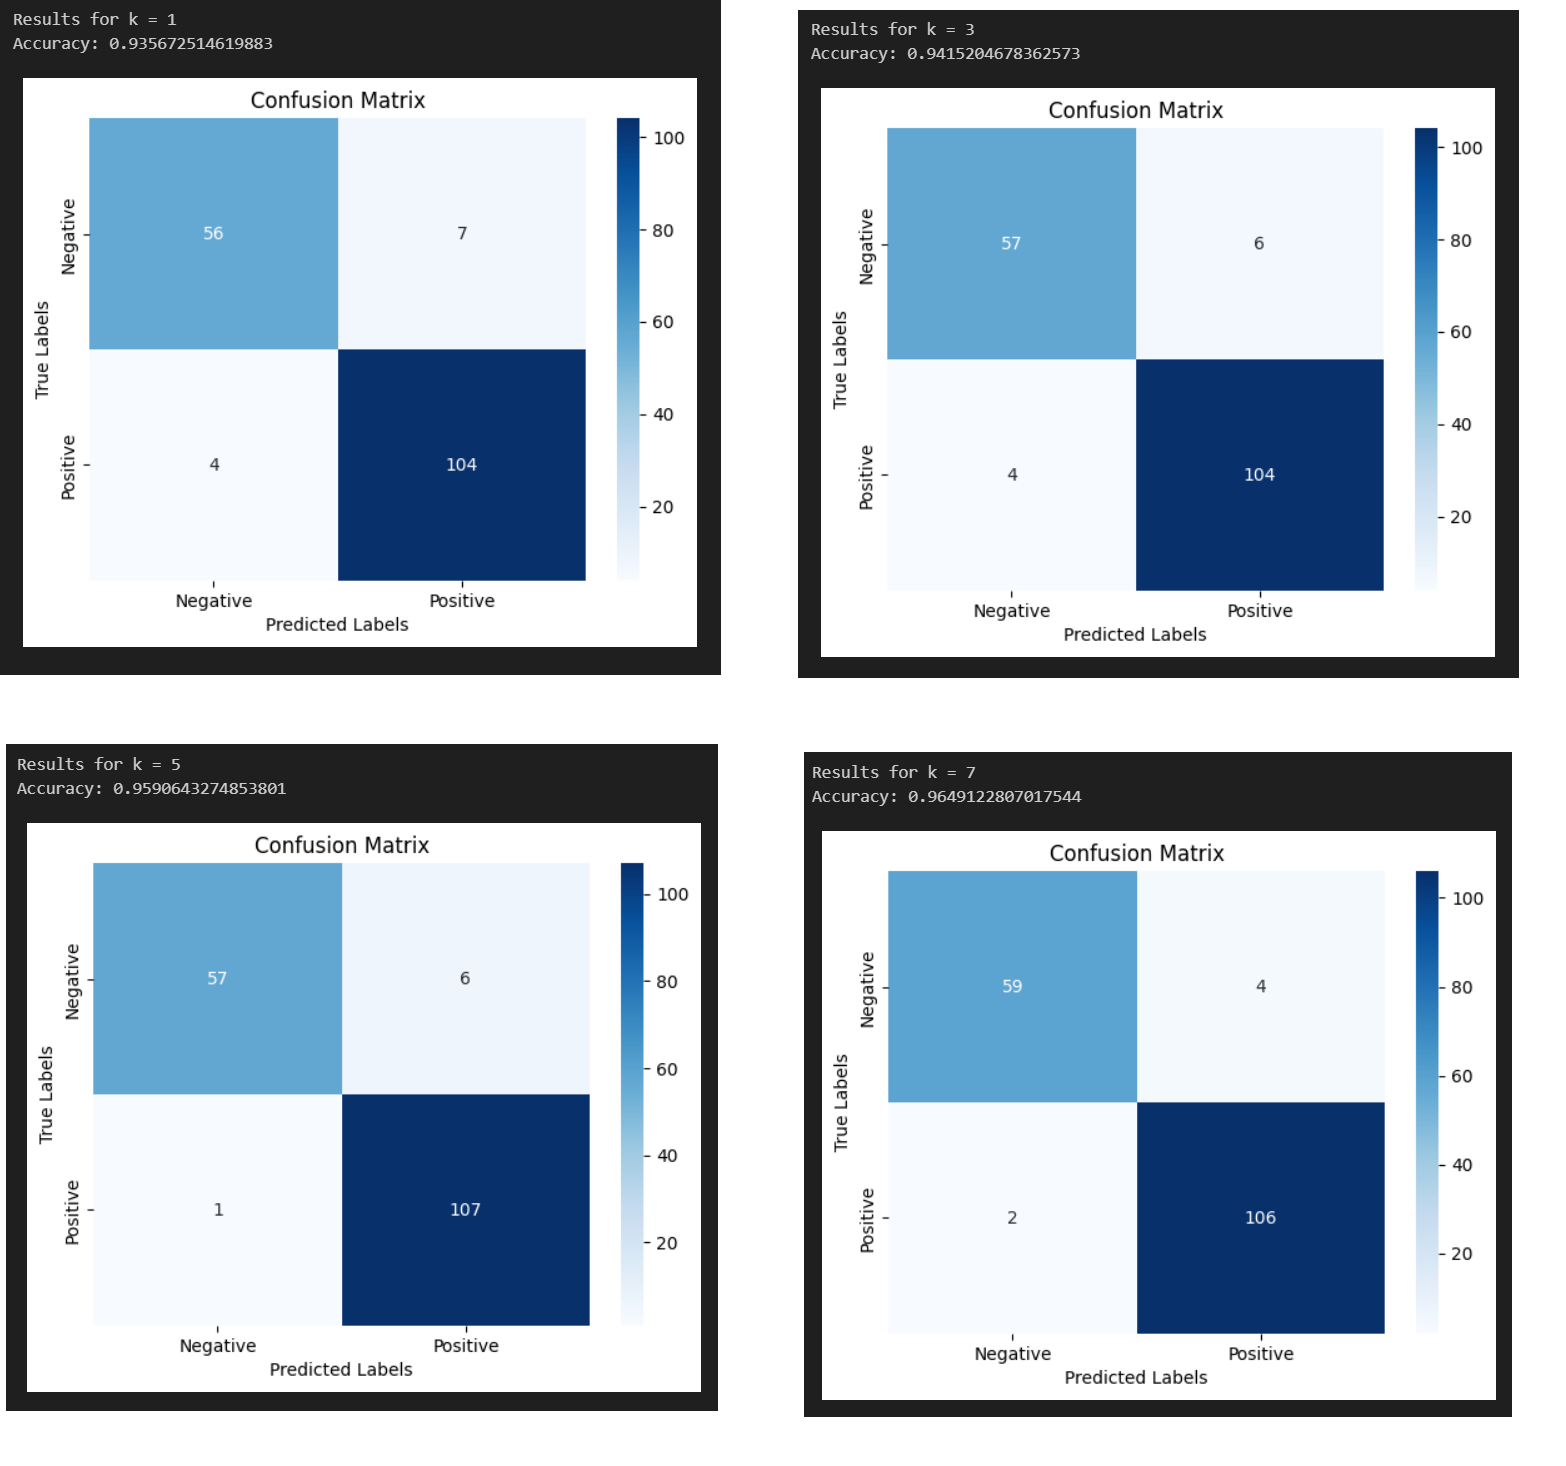 Results for k = 1
Accuracy: 0.935672514619883
Confusion Matrix
True Labels
Negative
Positive
56
7
4
104
100
80
60
40
20
Negative
Positive
Predicted Labels
Results for k = 3
Accuracy: 0.9415204678362573
Confusion Matrix
True Labels
Negative
Positive
57
6
4
104
100
80
60
40
20
Negative
Positive
Predicted Labels
Results for k = 5
Accuracy: 0.9590643274853801
Confusion Matrix
True Labels
Negative
Positive
57
6
1
107
100
80
60
40
20
Negative
Positive
Predicted Labels
Results for k = 7
Accuracy: 0.9649122807017544
Confusion Matrix
True Labels
Negative
Positive
59
4
2
106
100
80
60
40
20
Negative
Positive
Predicted Labels